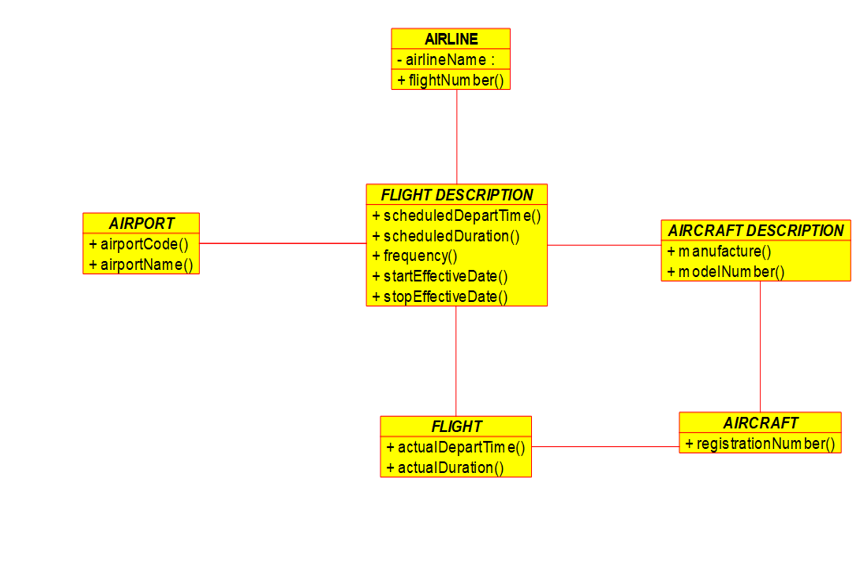 AIRLINE
- airlineName :
+ flightNumber()
FLIGHT DESCRIPTION
+ scheduledDepartTime()
+ scheduledDuration()
+ frequency()
+ startEffectiveDate()
+ stopEffectiveDate()
AIRPORT
+ airportCode()
+ airportName()
AIRCRAFT DESCRIPTION
+ manufacture()
+ modelNumber()
FLIGHT
+ actualDepartTime()
+ actualDuration()
AIRCRAFT
+ registrationNumber()